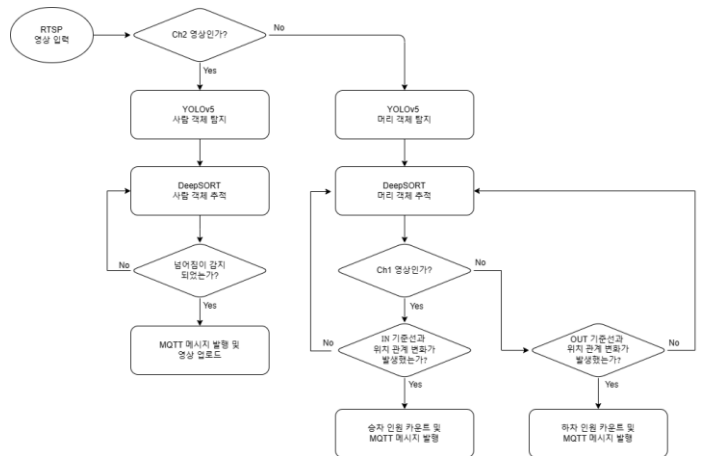 RTSP
영상 입력
Ch2 영상인가?
No
Yes
YOLOv5
사람 객체 탐지
YOLOv5
머리 객체 탐지
DeepSORT
사람 객체 추적
DeepSORT
머리 객체 추적
넘어짐이 감지
되었는가?
No
Yes
Ch1 영상인가?
No
Yes
MQTT 메시지 발행 및
영상 업로드
IN 기준선과
위치 관계 변화가
발생했는가?
No
Yes
OUT 기준선과
위치 관계 변화가
발생했는가?
No
Yes
승차 인원 카운트 및
MQTT 메시지 발행
하차 인원 카운트 및
MQTT 메시지 발행